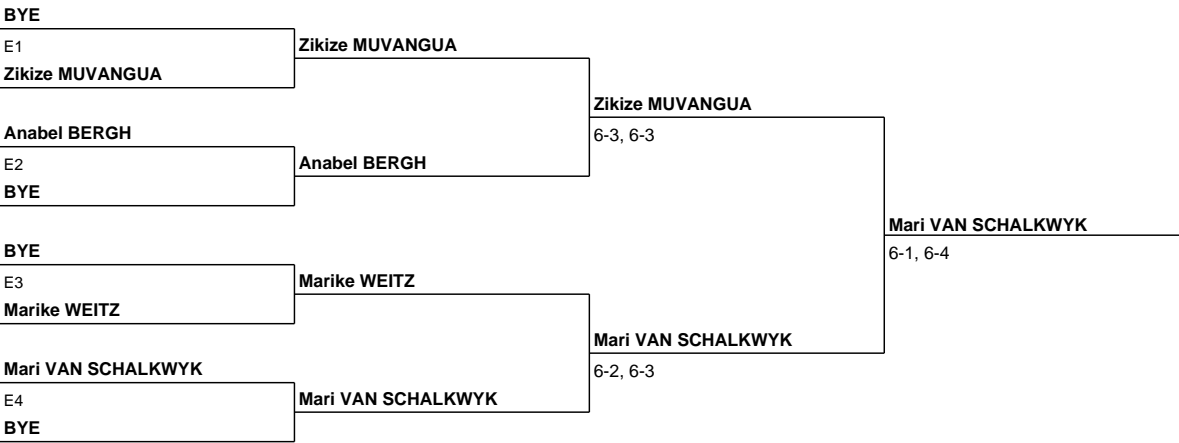 BYE
E1
Zikize MUVANGUA
Zikize MUVANGUA
Zikize MUVANGUA
6-3, 6-3
Anabel BERGH
E2
Anabel BERGH
BYE
Mari VAN SCHALKWYK
6-1, 6-4
BYE
E3
Marike WEITZ
Marike WEITZ
Mari VAN SCHALKWYK
6-2, 6-3
Mari VAN SCHALKWYK
E4
Mari VAN SCHALKWYK
BYE